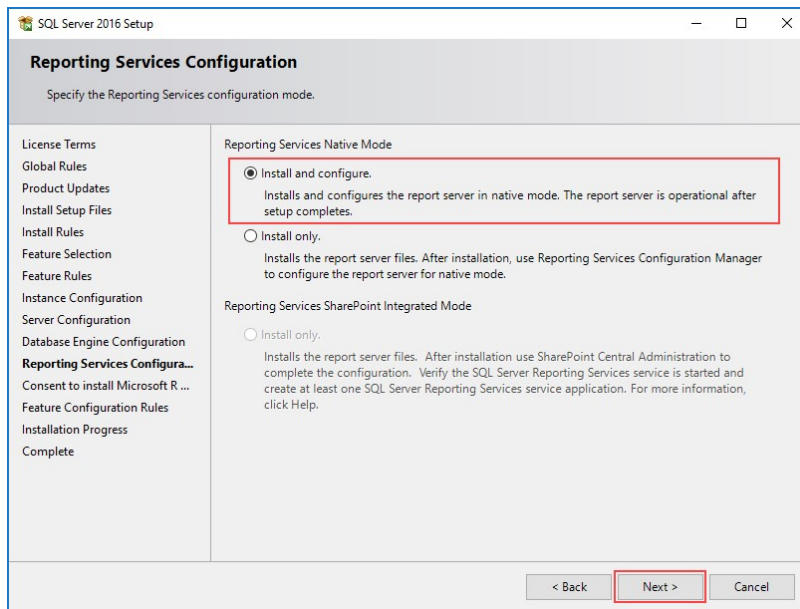 SQL Server 2016 Setup
Reporting Services Configuration
Specify the Reporting Services configuration mode.
License Terms
Global Rules
Product Updates
Install Setup Files
Install Rules
Feature Selection
Feature Rules
Instance Configuration
Server Configuration
Database Engine Configuration
Reporting Services Configura...
Consent to install Microsoft R ...
Feature Configuration Rules
Installation Progress
Complete
Reporting Services Native Mode
Install and configure.
Installs and configures the report server in native mode. The report server is operational after
setup completes.
Install only.
Installs the report server files. After installation, use Reporting Services Configuration Manager
to configure the report server for native mode.
Reporting Services SharePoint Integrated Mode
Install only.
Installs the report server files. After installation use SharePoint Central Administration to
complete the configuration. Verify the SQL Server Reporting Services service is started and
create at least one SQL Server Reporting Services service application. For more information,
click Help.
< Back
Next >
Cancel